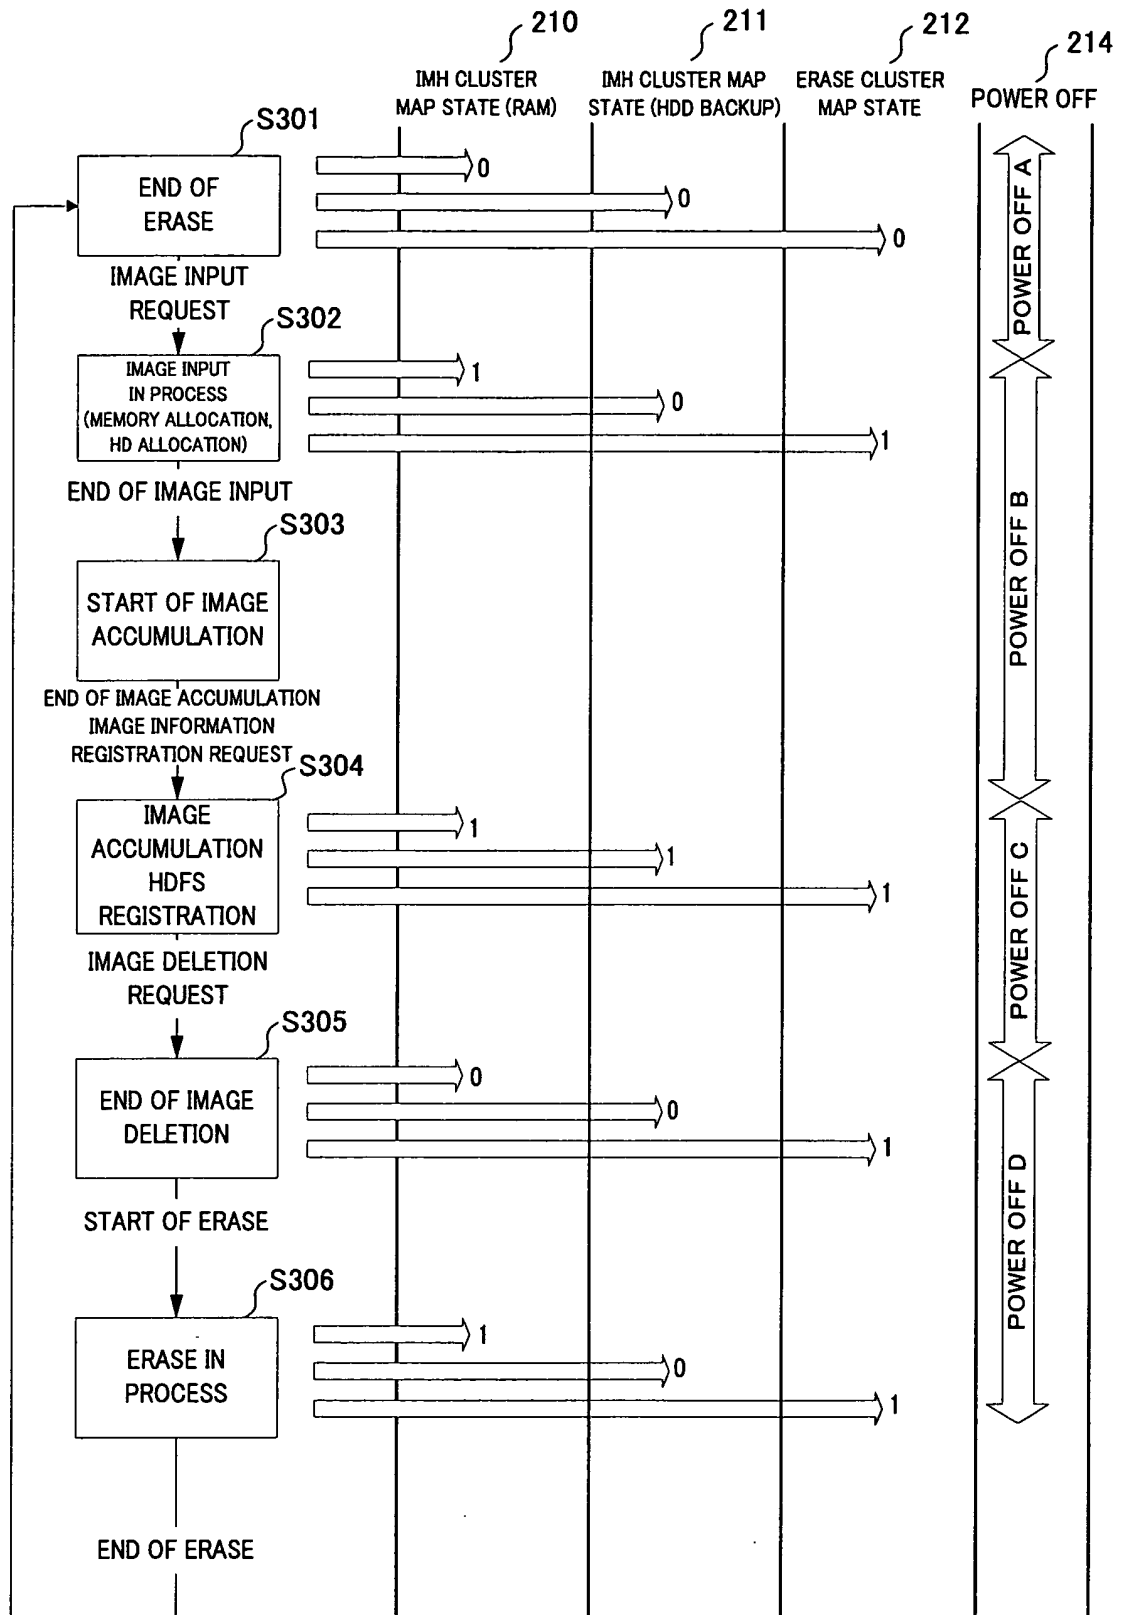 210
211
212
214
IMH CLUSTER
MAP STATE (RAM)
IMH CLUSTER MAP
STATE (HDD BACKUP)
ERASE CLUSTER
MAP STATE
POWER OFF
S301
END OF
ERASE
0
0
0
POWER OFF A
IMAGE INPUT
REQUEST
S302
IMAGE INPUT
IN PROCESS
(MEMORY ALLOCATION,
HD ALLOCATION)
1
0
1
END OF IMAGE INPUT
POWER OFF B
S303
START OF IMAGE
ACCUMULATION
END OF IMAGE ACCUMULATION
IMAGE INFORMATION
REGISTRATION REQUEST
S304
IMAGE
ACCUMULATION
HDFS
REGISTRATION
1
1
1
POWER OFF C
IMAGE DELETION
REQUEST
S305
END OF IMAGE
DELETION
0
0
1
POWER OFF D
START OF ERASE
S306
ERASE IN
PROCESS
1
0
1
END OF ERASE